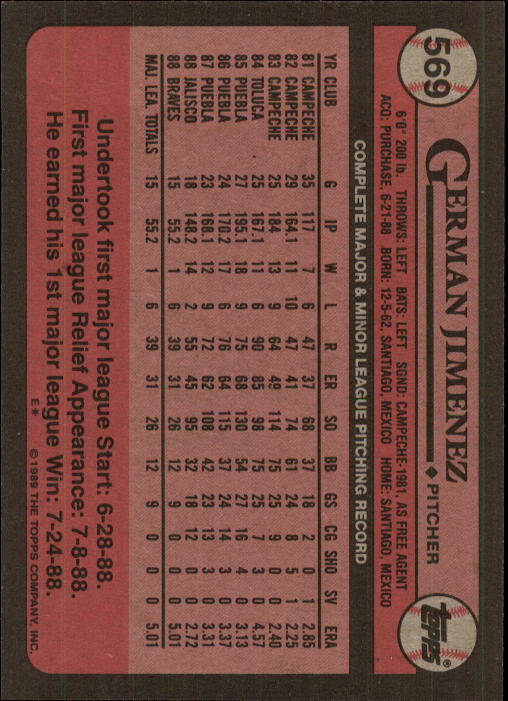 569
GERMAN JIMENEZ ◆ PITCHER
TOPPS®
6'0" 200 lb. THROWS: LEFT BATS: LEFT SGND: CAMPECHE-1981, AS FREE AGENT
ACQ: PURCHASE, 6-21-88 BORN: 12-5-62, SANTIAGO, MEXICO HOME: SANTIAGO, MEXICO
COMPLETE MAJOR & MINOR LEAGUE PITCHING RECORD
YR CLUB G IP W L R ER SO BB GS CG SHO SV ERA
81 CAMPECHE 35 117 7 6 47 37 68 37 18 2 0 1 2.85
82 CAMPECHE 29 164.1 11 10 47 41 74 61 24 8 5 1 2.25
83 CAMPECHE 25 184 13 9 64 49 114 75 25 9 0 0 2.40
84 TOLUCA 25 167.1 11 6 90 85 98 75 25 7 3 0 4.57
85 PUEBLA 27 195.1 18 9 75 68 130 54 27 16 4 0 3.13
86 PUEBLA 24 170.2 17 6 76 64 115 37 24 14 3 0 3.37
87 PUEBLA 23 168.1 12 9 72 62 108 42 23 13 3 0 3.31
88 JALISCO 18 148.2 14 2 55 45 95 32 18 12 0 0 2.72
88 BRAVES 15 55.2 1 6 39 31 26 12 9 0 0 0 5.01
MAJ. LEA. TOTALS 15 55.2 1 6 39 31 26 12 9 0 0 0 5.01
Undertook first major league Start: 6-28-88.
First major league Relief Appearance: 7-8-88.
He earned his 1st major league Win: 7-24-88.
E* © 1989 THE TOPPS COMPANY, INC.